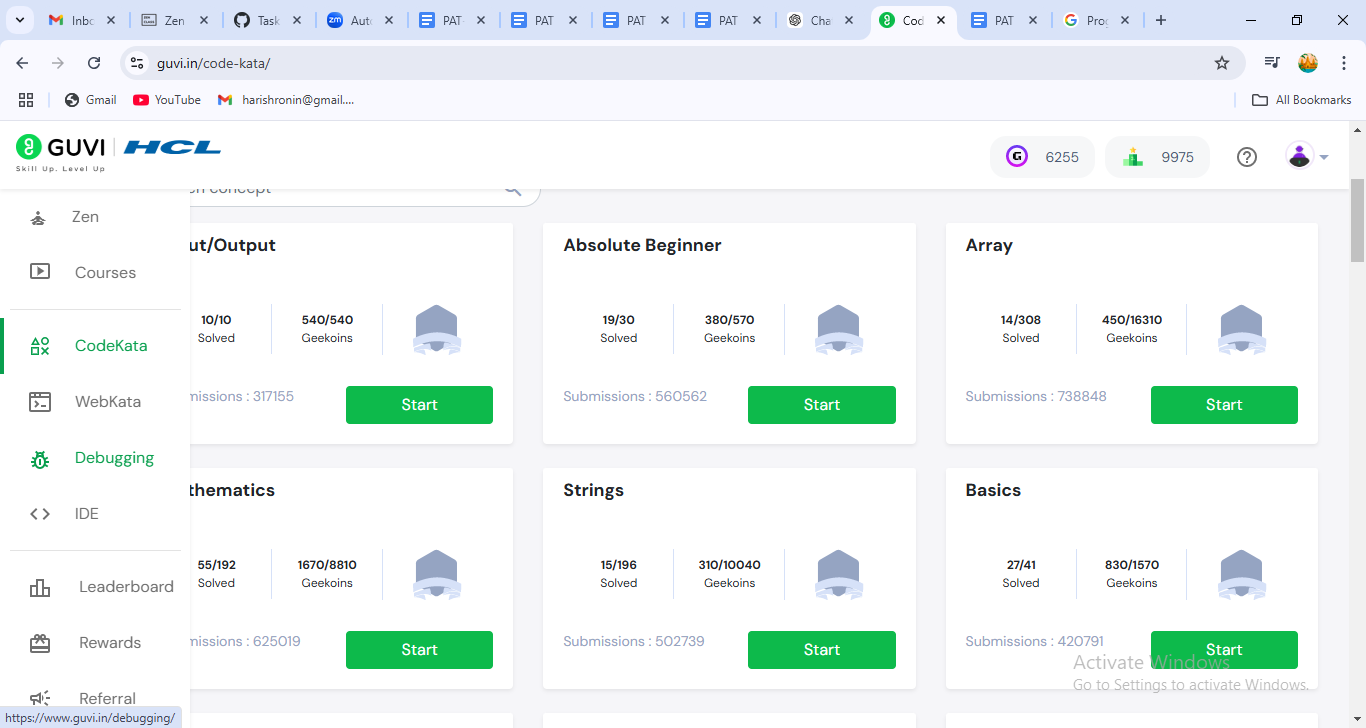 Inbc
Zen
Task
Auto
PAT
PAT
PAT
PAT
Cha
Cod
PAT
Prog
guvi.in/code-kata/
Gmail
YouTube
harishronin@gmail....
All Bookmarks
GUVI
HCL
Skill Up. Level Up
6255
9975
concept
Zen
Courses
CodeKata
WebKata
Debugging
IDE
Leaderboard
Rewards
Referral
ut/Output
10/10
Solved
540/540
Geekoins
missions : 317155
Start
Absolute Beginner
19/30
Solved
380/570
Geekoins
Submissions : 560562
Start
Array
14/308
Solved
450/16310
Geekoins
Submissions : 738848
Start
thematics
55/192
Solved
1670/8810
Geekoins
missions : 625019
Start
Strings
15/196
Solved
310/10040
Geekoins
Submissions : 502739
Start
Basics
27/41
Solved
830/1570
Geekoins
Submissions : 420791
Start
Activate Windows
Go to Settings to activate Windows.
https://www.guvi.in/debugging/